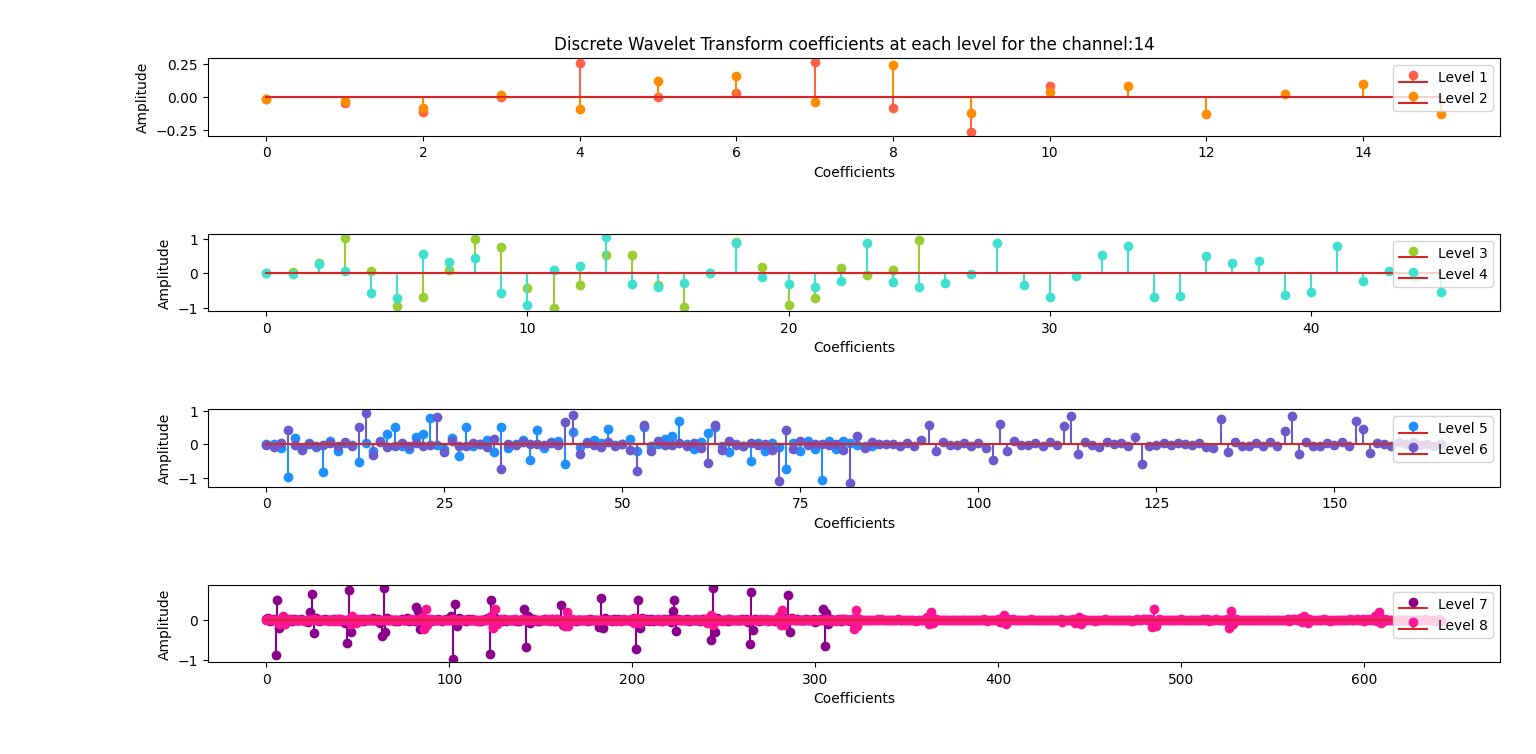 Discrete Wavelet Transform coefficients at each level for the channel:14
0.25
0.00
−0.25
Amplitude
Level 1
Level 2
0 2 4 6 8 10 12 14
Coefficients
1
0
−1
Amplitude
Level 3
Level 4
0 10 20 30 40
Coefficients
1
0
−1
Amplitude
Level 5
Level 6
0 25 50 75 100 125 150
Coefficients
0
−1
Amplitude
Level 7
Level 8
0 100 200 300 400 500 600
Coefficients